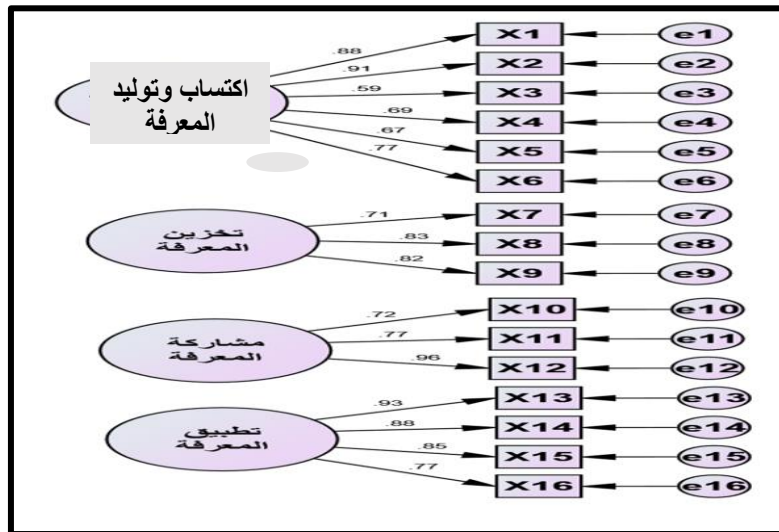 .88 X1 e1
.91 X2 e2
.59 X3 e3
.69 X4 e4
.67 X5 e5
.77 X6 e6
اكتساب وتوليد
المعرفة
.71 X7 e7
.83 X8 e8
.82 X9 e9
تخزين
المعرفة
.72 X10 e10
.77 X11 e11
.96 X12 e12
مشاركة
المعرفة
.93 X13 e13
.88 X14 e14
.85 X15 e15
.77 X16 e16
تطبيق
المعرفة